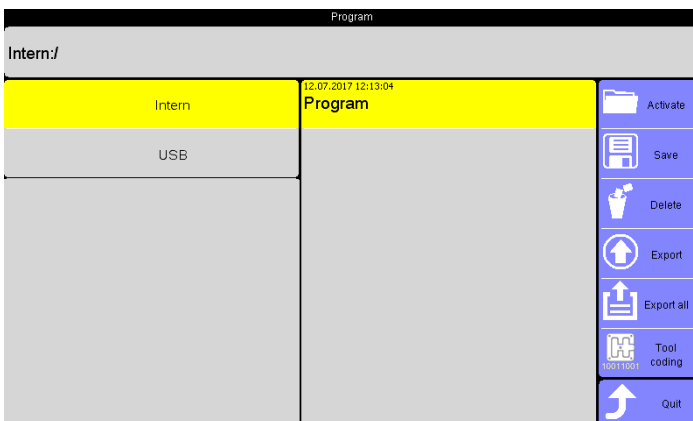 Program
Intern:/
Intern
USB
12.07.2017 12:13:04
Program
Activate
Save
Delete
Export
Export all
Tool
coding
10011001
Quit